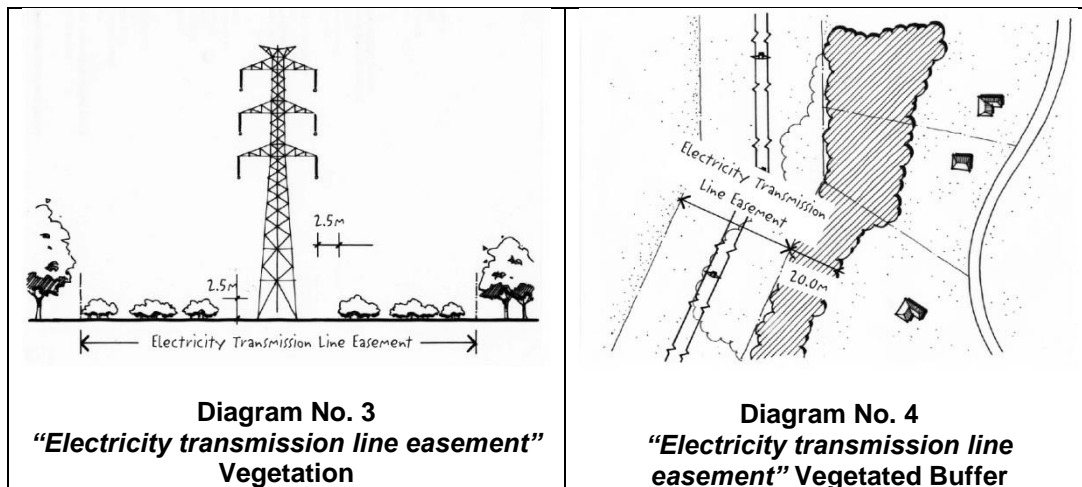 2.5M
2.5M
Electricity Transmission Line Easement
Diagram No. 3
"Electricity transmission line easement"
Vegetation
Electricity Transmission
Line Easement
20.0M
Diagram No. 4
"Electricity transmission line
easement" Vegetated Buffer